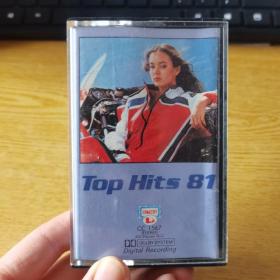 Top Hits 81
CC 1567
Stereo
DOLBY SYSTEM
Digital Recording